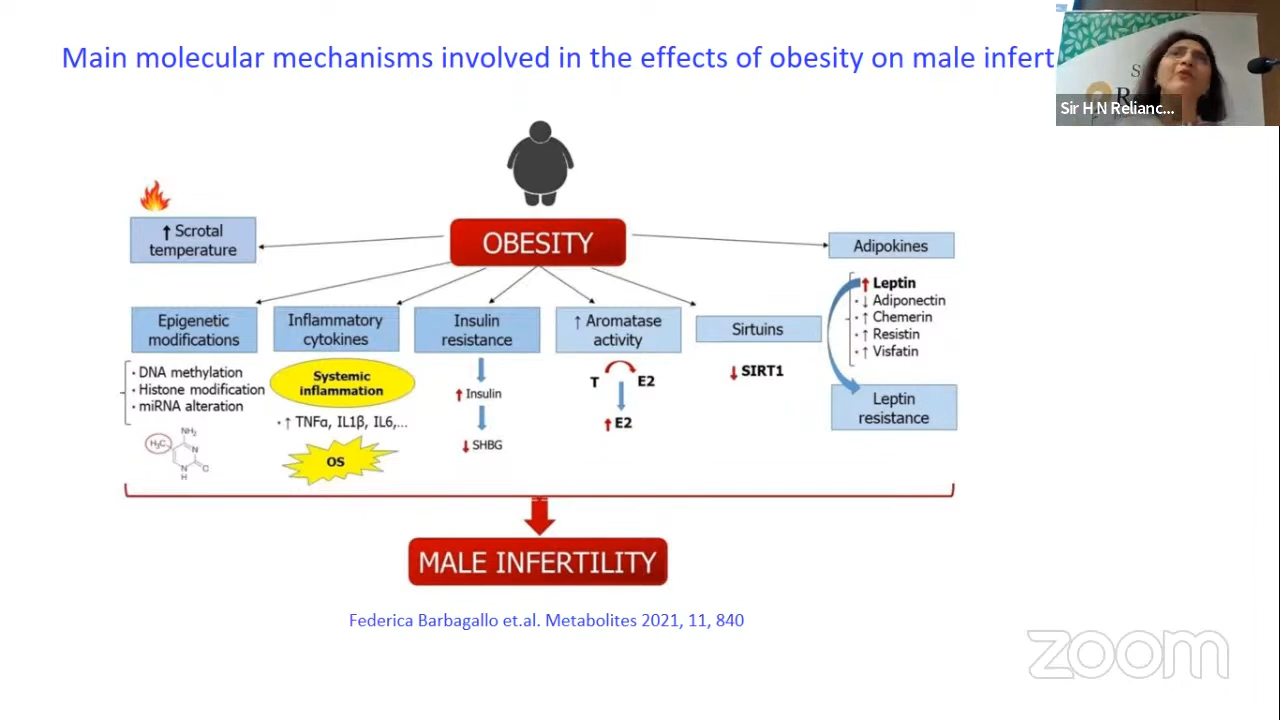 Main molecular mechanisms involved in the effects of obesity on male infert
Sir H N Relianc...
OBESITY
↑ Scrotal
temperature
Adipokines
↑ Leptin
· ↓ Adiponectin
· ↑ Chemerin
· ↑ Resistin
· ↑ Visfatin
Leptin
resistance
Epigenetic
modifications
· DNA methylation
· Histone modification
· miRNA alteration
NH₂
H₃C
N
O
N
H
Inflammatory
cytokines
Systemic
inflammation
· ↑ TNFα, IL1β, IL6,...
OS
Insulin
resistance
↑ Insulin
↓ SHBG
↑ Aromatase
activity
T E2
↑ E2
Sirtuins
↓ SIRT1
MALE INFERTILITY
Federica Barbagallo et.al. Metabolites 2021, 11, 840
zoom